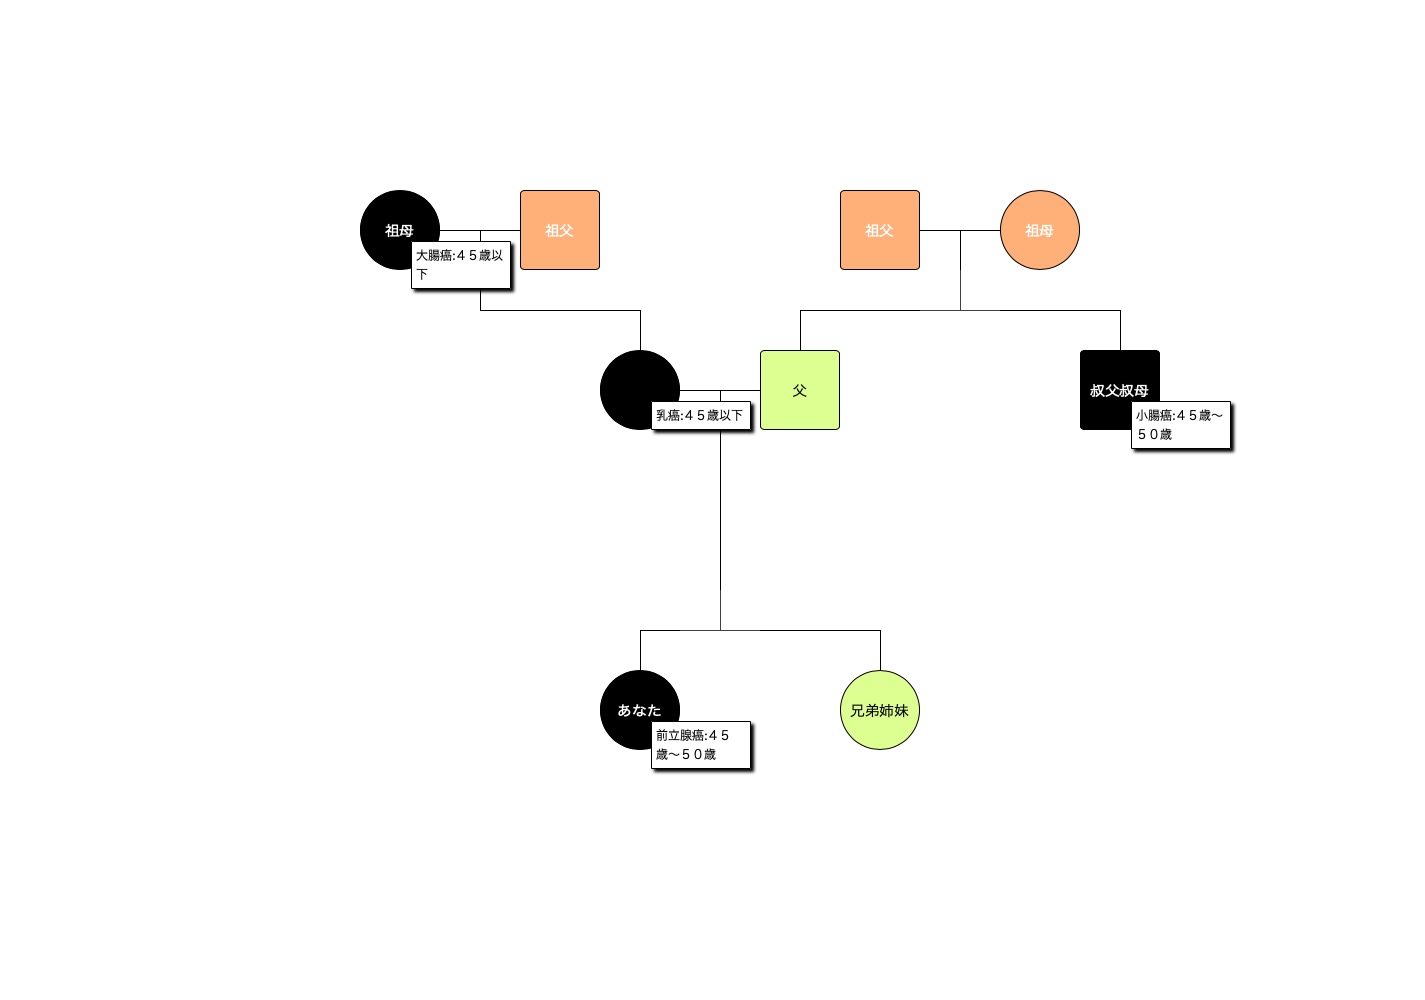 祖母
祖父
祖父
祖母
大腸癌:４５歳以
下
父
叔父叔母
乳癌:４５歳以下
小腸癌:４５歳～
５０歳
あなた
兄弟姉妹
前立腺癌:４５
歳～５０歳